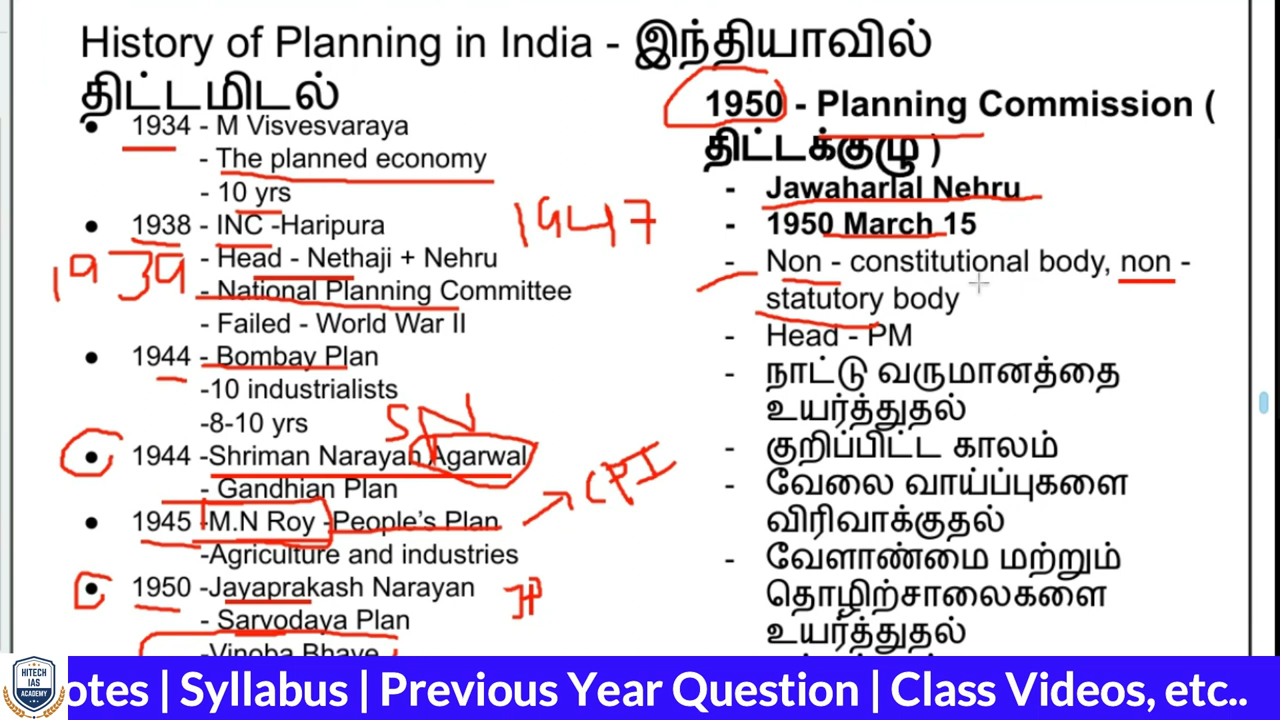 History of Planning in India - இந்தியாவில்
திட்டமிடல்
● 1934 - M Visvesvaraya
- The planned economy
- 10 yrs
● 1938 - INC -Haripura
1939
- Head - Nethaji + Nehru
- National Planning Committee
- Failed - World War II
● 1944 - Bombay Plan
-10 industrialists
-8-10 yrs
SN
● 1944 -Shriman Narayan Agarwal
- Gandhian Plan
● 1945 -M.N Roy -People's Plan
→ CPI
-Agriculture and industries
● 1950 -Jayaprakash Narayan
JP
- Sarvodaya Plan
-Vinoba Bhave
1947
1950 - Planning Commission (
திட்டக்குழு )
- Jawaharlal Nehru
- 1950 March 15
- Non - constitutional body, non -
statutory body
- Head - PM
- நாட்டு வருமானத்தை
உயர்த்துதல்
- குறிப்பிட்ட காலம்
- வேலை வாய்ப்புகளை
விரிவாக்குதல்
- வேளாண்மை மற்றும்
தொழிற்சாலைகளை
உயர்த்துதல்
HITECH
IAS
ACADEMY
otes | Syllabus | Previous Year Question | Class Videos, etc..